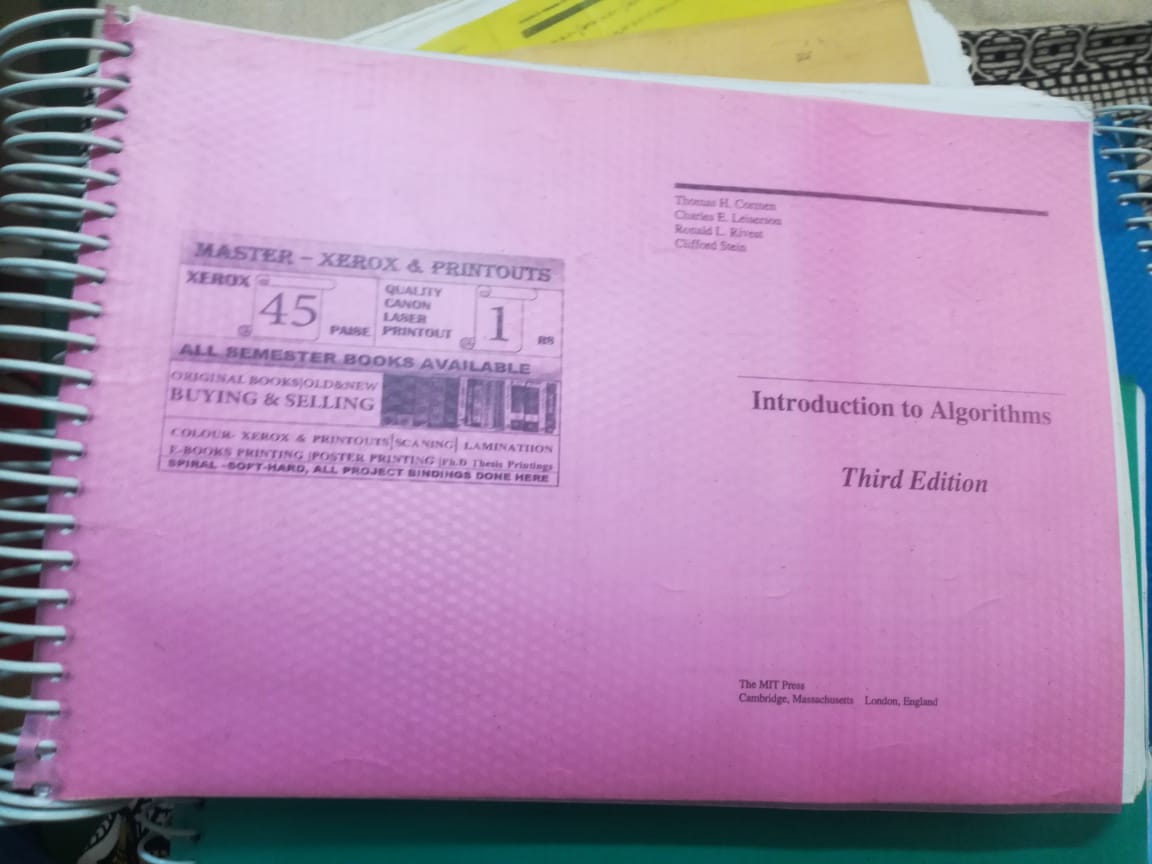 MASTER – XEROX & PRINTOUTS
XEROX 45 PAISE
QUALITY
CANON
LASER
PRINTOUT 1 RS
ALL SEMESTER BOOKS AVAILABLE
ORIGINAL BOOKS|OLD&NEW
BUYING & SELLING
COLOUR- XEROX & PRINTOUTS|SCANING| LAMINATIION
E-BOOKS PRINTING |POSTER PRINTING |Ph.D Thesis Printings
SPIRAL -SOFT-HARD, ALL PROJECT BINDINGS DONE HERE
Thomas H. Cormen
Charles E. Leiserson
Ronald L. Rivest
Clifford Stein
Introduction to Algorithms
Third Edition
The MIT Press
Cambridge, Massachusetts London, England